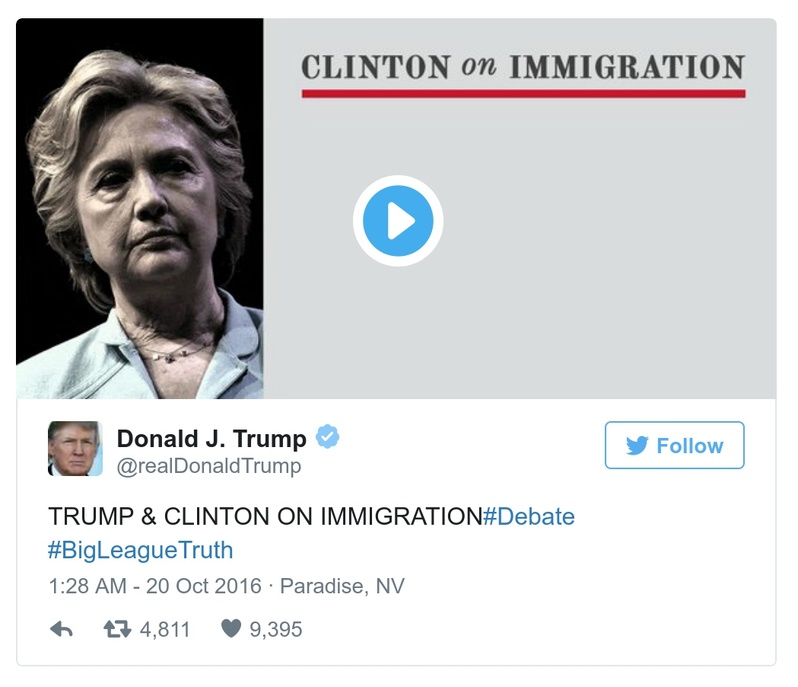 CLINTON on IMMIGRATION
Donald J. Trump
@realDonaldTrump
Follow
TRUMP & CLINTON ON IMMIGRATION#Debate
#BigLeagueTruth
1:28 AM - 20 Oct 2016 · Paradise, NV
4,811 9,395